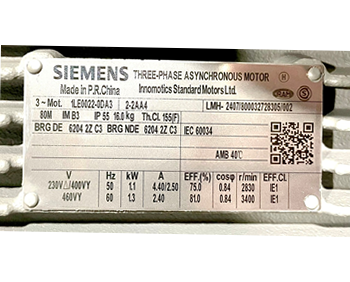 SIEMENS THREE-PHASE ASYNCHRONOUS MOTOR
Made in P.R.China Innomotics Standard Motors Ltd.
3~Mot. 1LE0022-0DA3 2-2AA4 LMH- 2407/800032728305/002
80M IM B3 IP 55 16.0kg Th.Cl. 155(F)
BRG DE 6204 2Z C3 BRG NDE 6204 2Z C3 IEC 60034
AMB 40℃
V Hz kW A EFF.(%) cosφ r/min EFF.Cl.
230V△/400VY 50 1.1 4.40/2.50 75.0 0.84 2830 IE1
460VY 60 1.3 2.40 81.0 0.84 3400 IE1